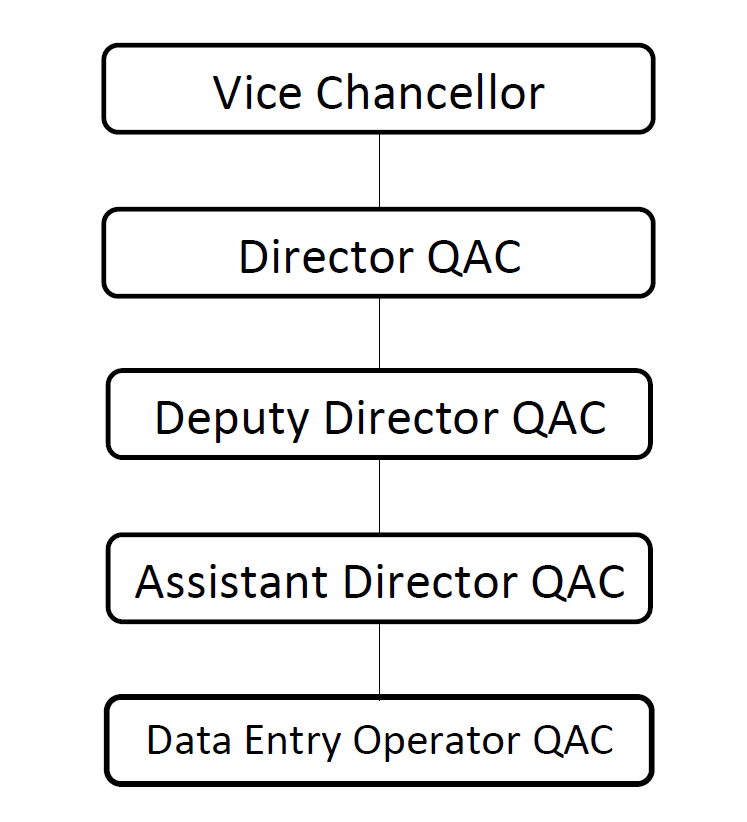 Vice Chancellor
Director QAC
Deputy Director QAC
Assistant Director QAC
Data Entry Operator QAC